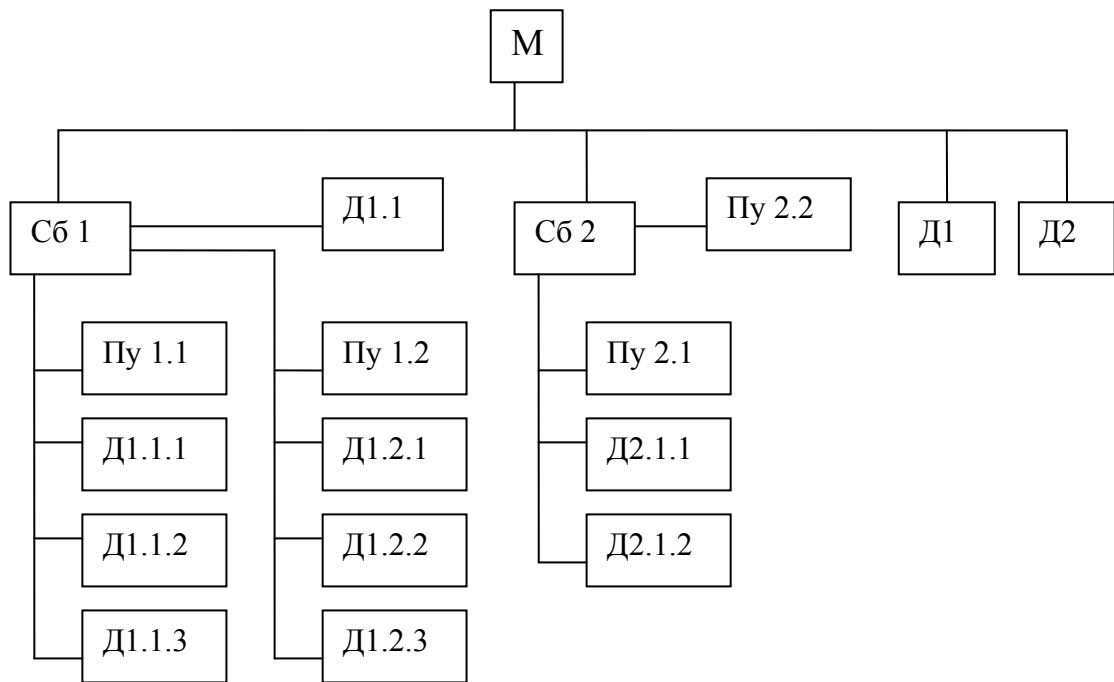 М
Сб 1
Д1.1
Сб 2
Пу 2.2
Д1
Д2
Пу 1.1
Пу 1.2
Пу 2.1
Д1.1.1
Д1.2.1
Д2.1.1
Д1.1.2
Д1.2.2
Д2.1.2
Д1.1.3
Д1.2.3